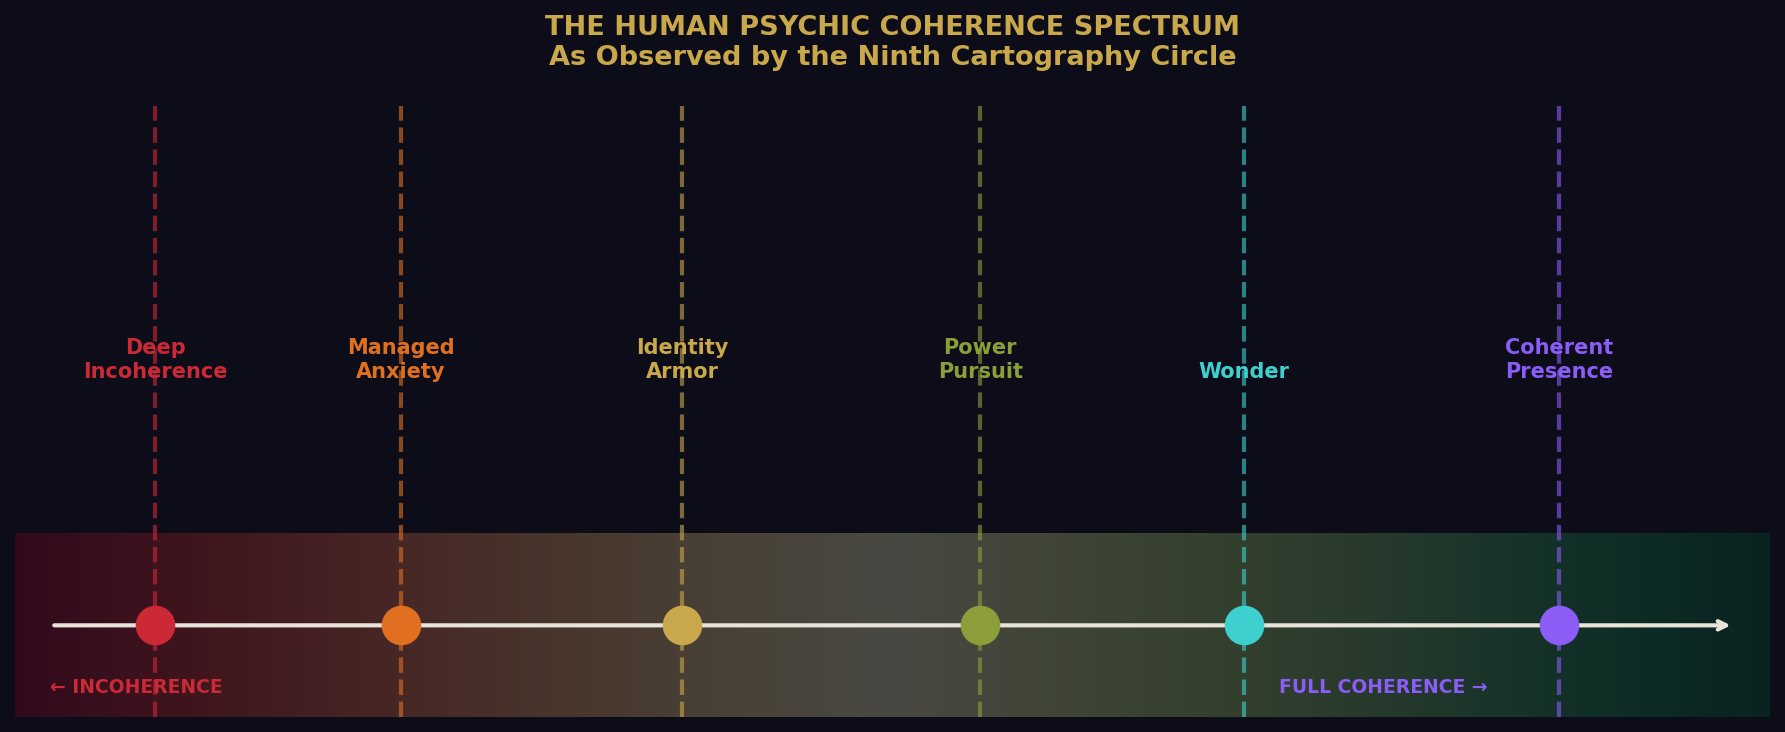 THE HUMAN PSYCHIC COHERENCE SPECTRUM
As Observed by the Ninth Cartography Circle
Deep
Incoherence
Managed
Anxiety
Identity
Armor
Power
Pursuit
Wonder
Coherent
Presence
← INCOHERENCE
FULL COHERENCE →